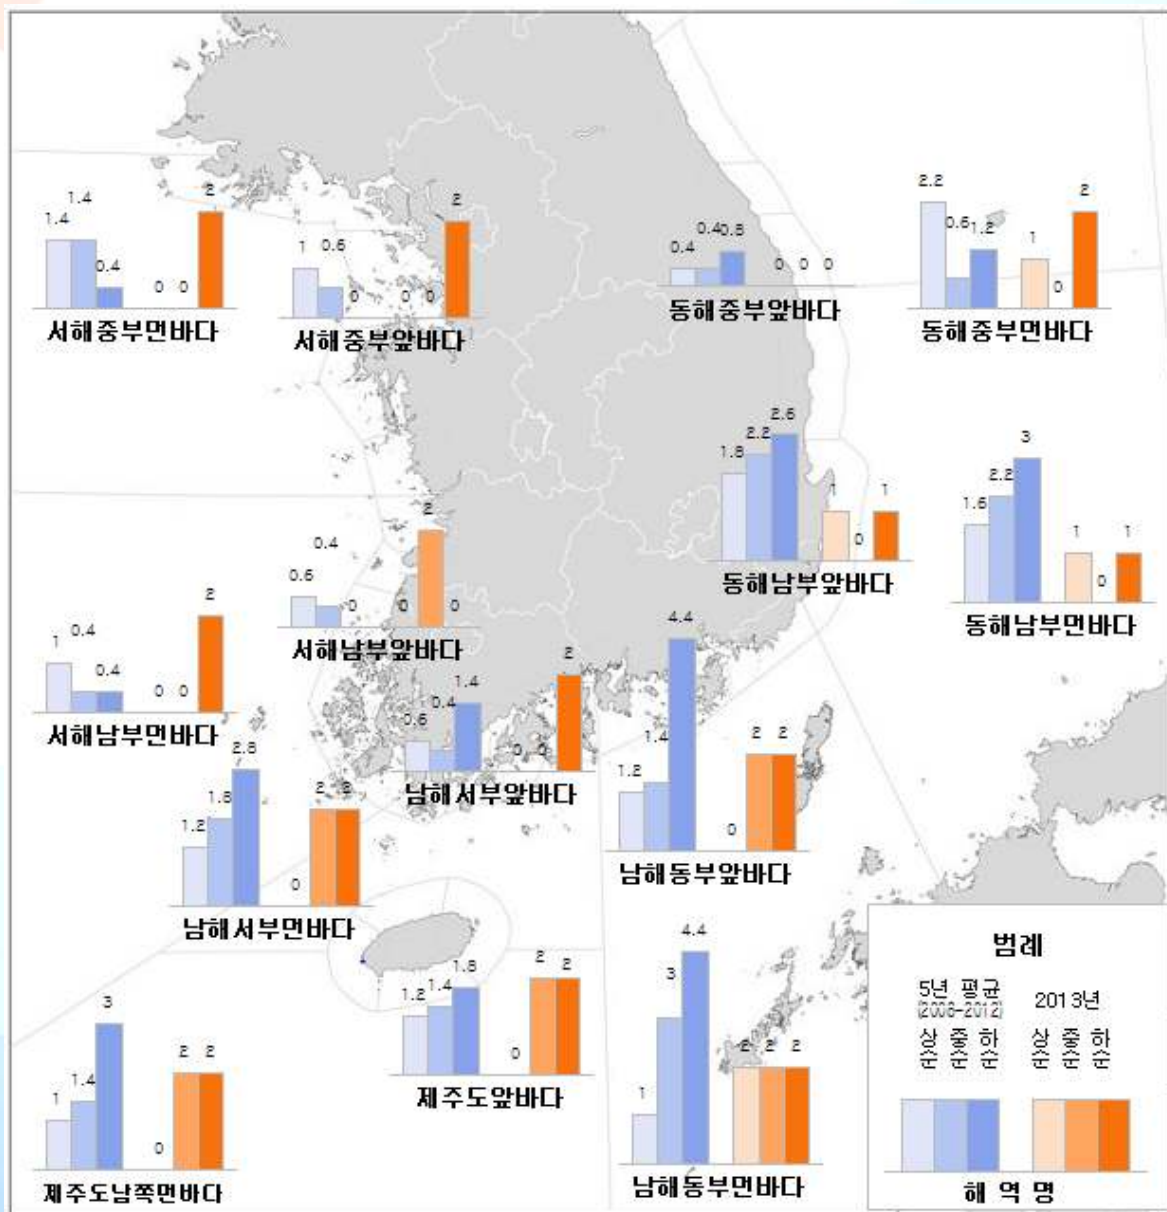 1.4 1.4 0.4 0 0 2
서해중부먼바다
1 0.6 0 0 0 2
서해중부앞바다
0.4 0.4 0.8 0 0 0
동해중부앞바다
2.2 0.6 1.2 1 0 2
동해중부먼바다
1.8 2.2 2.6 1 0 1
동해남부앞바다
1.6 2.2 3 1 0 1
동해남부먼바다
0.6 0.4 0 0 2 0
서해남부앞바다
1 0.4 0.4 0 0 2
서해남부먼바다
0.6 0.4 1.4 0 0 2
남해서부앞바다
1.2 1.4 4.4 0 2 2
남해동부앞바다
1.2 1.8 2.8 0 2 2
남해서부먼바다
1.2 1.4 1.8 0 2 2
제주도앞바다
1 3 4.4 2 2 2
남해동부먼바다
1 1.4 3 0 2 2
제주도남쪽먼바다
범례
5년 평균 2013년
(2008-2012)
상순 중순 하순 상순 중순 하순
해 역 명